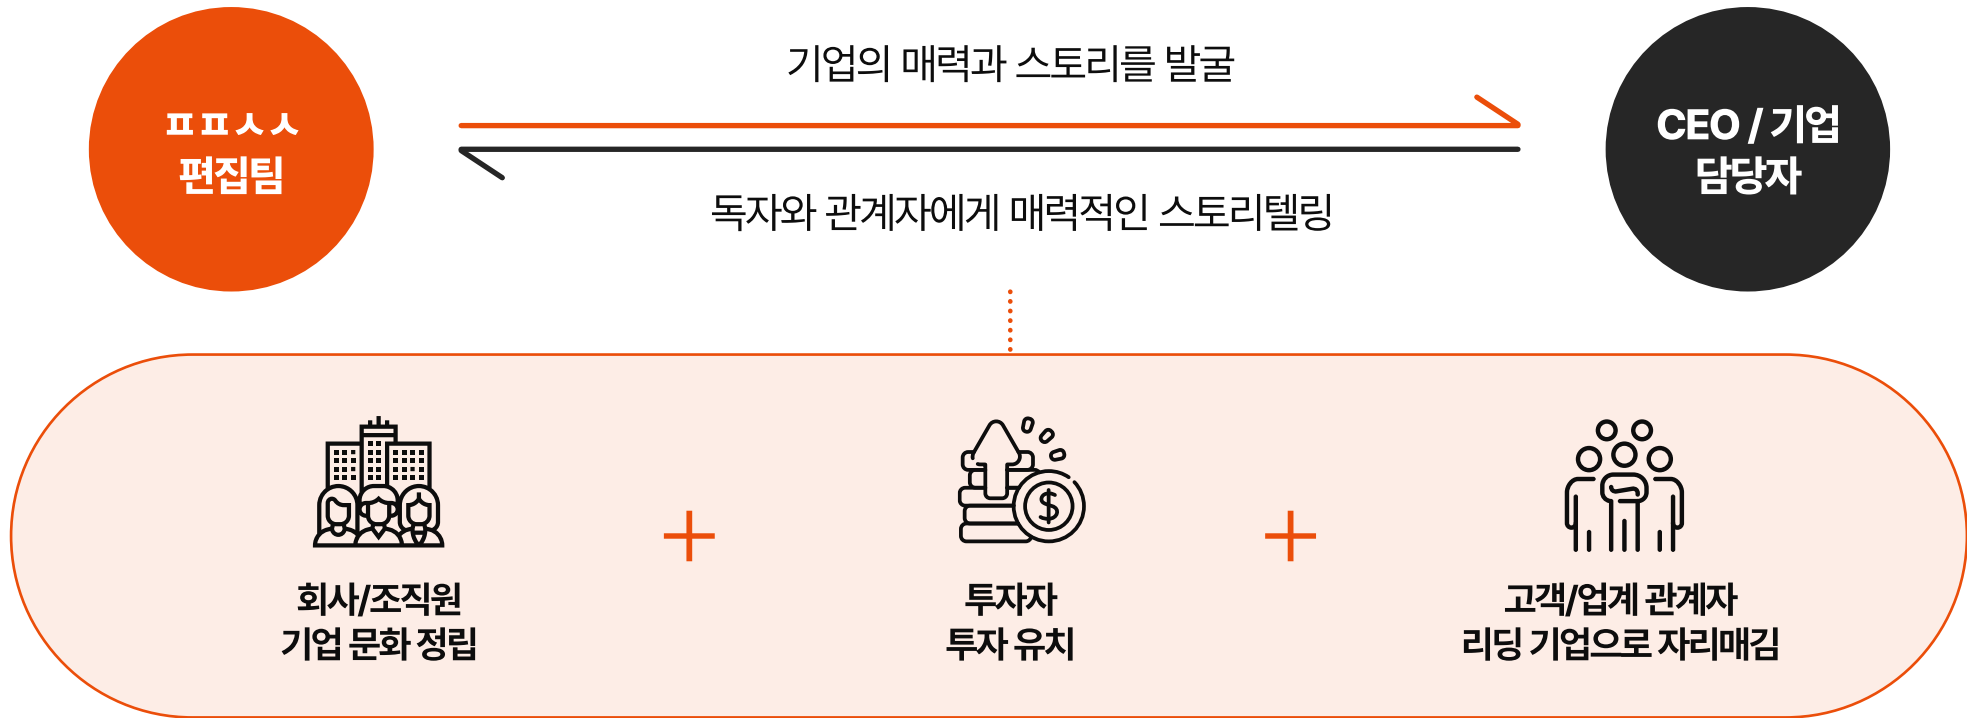 ㅍㅍㅅㅅ
편집팀
기업의 매력과 스토리를 발굴
독자와 관계자에게 매력적인 스토리텔링
CEO / 기업
담당자
회사/조직원
기업 문화 정립
투자자
투자 유치
고객/업계 관계자
리딩 기업으로 자리매김